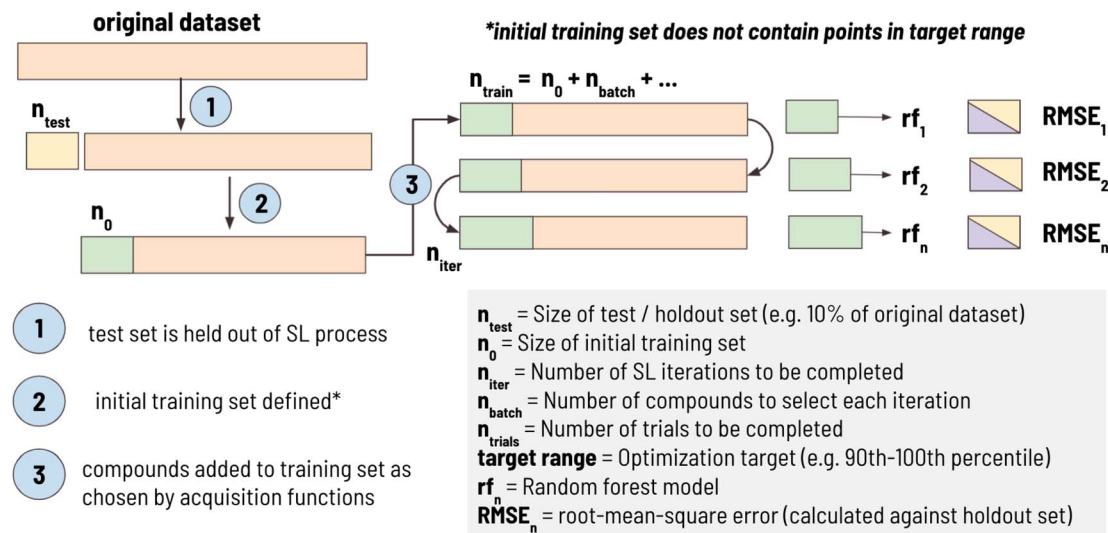 original dataset
*initial training set does not contain points in target range
n_train = n_0 + n_batch + ...
1
n_test
rf_1
RMSE_1
3
rf_2
RMSE_2
2
n_0
n_iter
rf_n
RMSE_n
1
test set is held out of SL process
2
initial training set defined*
3
compounds added to training set as
chosen by acquisition functions
n_test = Size of test / holdout set (e.g. 10% of original dataset)
n_0 = Size of initial training set
n_iter = Number of SL iterations to be completed
n_batch = Number of compounds to select each iteration
n_trials = Number of trials to be completed
target range = Optimization target (e.g. 90th-100th percentile)
rf_n = Random forest model
RMSE_n = root-mean-square error (calculated against holdout set)